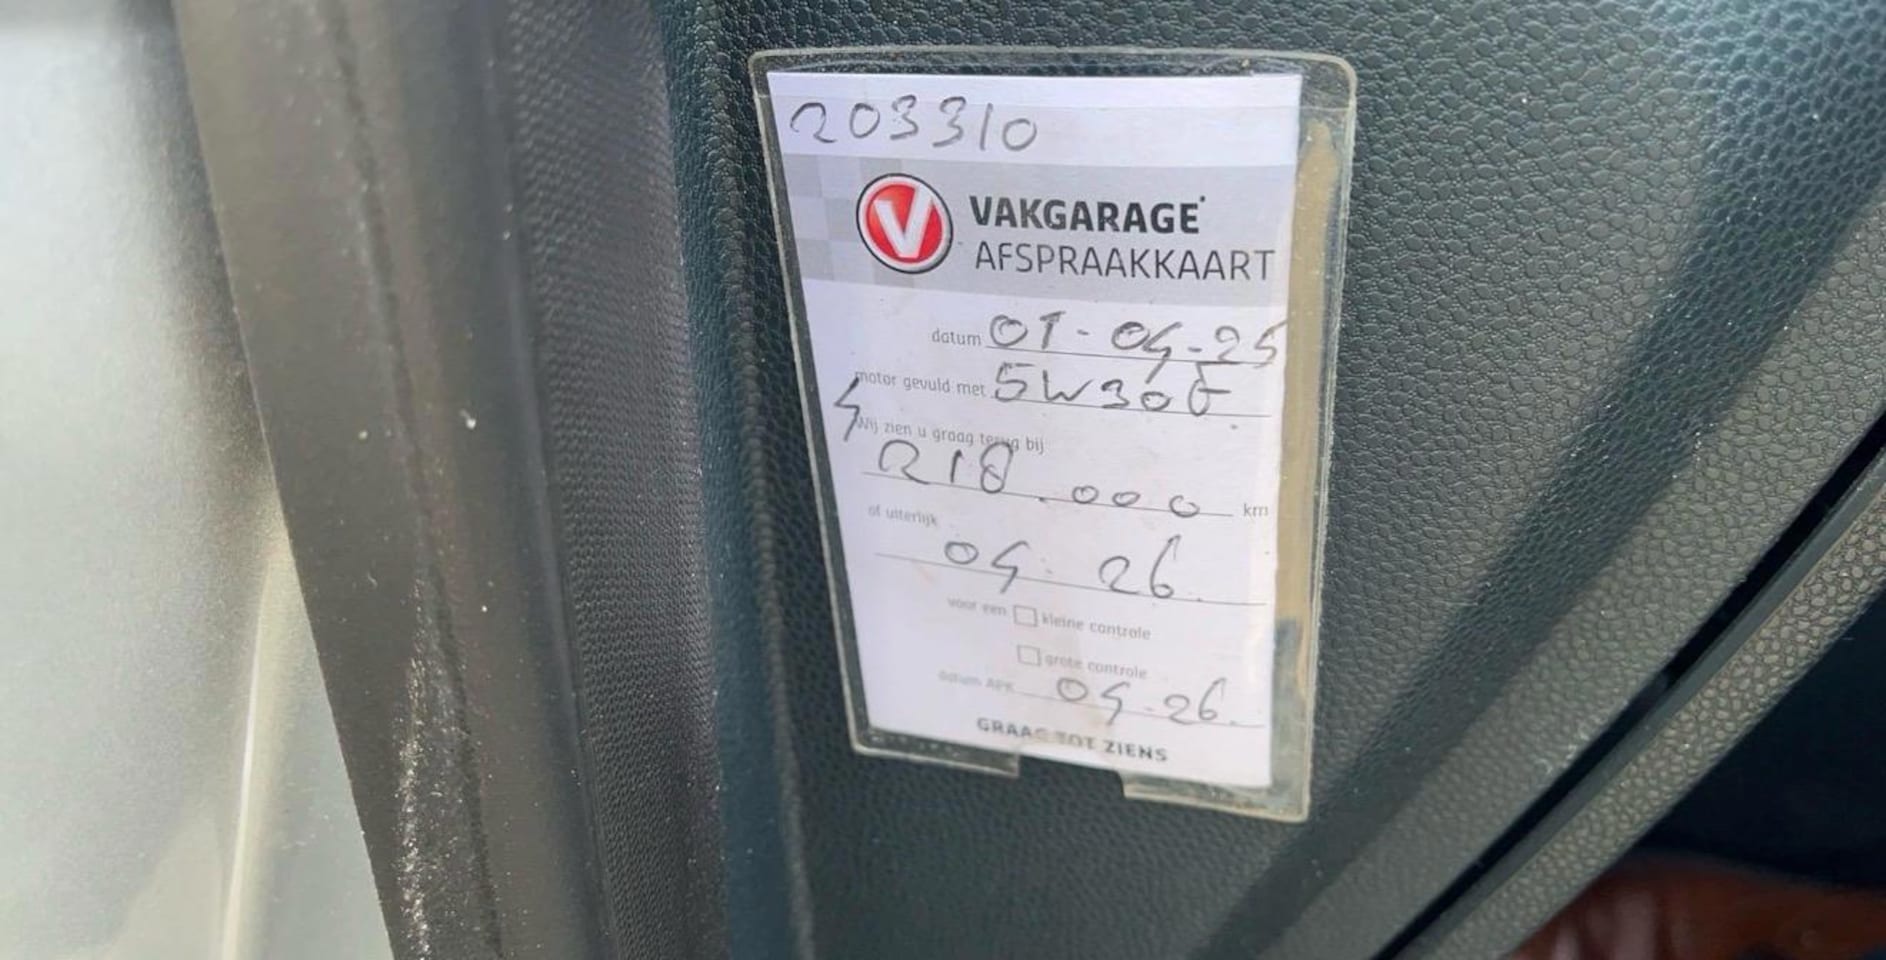 203310
V
VAKGARAGE
AFSPRAAKKAART
datum 01-04-25
motor gevuld met 5W30F
Wij zien u graag terug bij
218.000 km
of uiterlijk
04.26
voor een kleine controle
grote controle
datum APK 04-26.
GRAAG TOT ZIENS